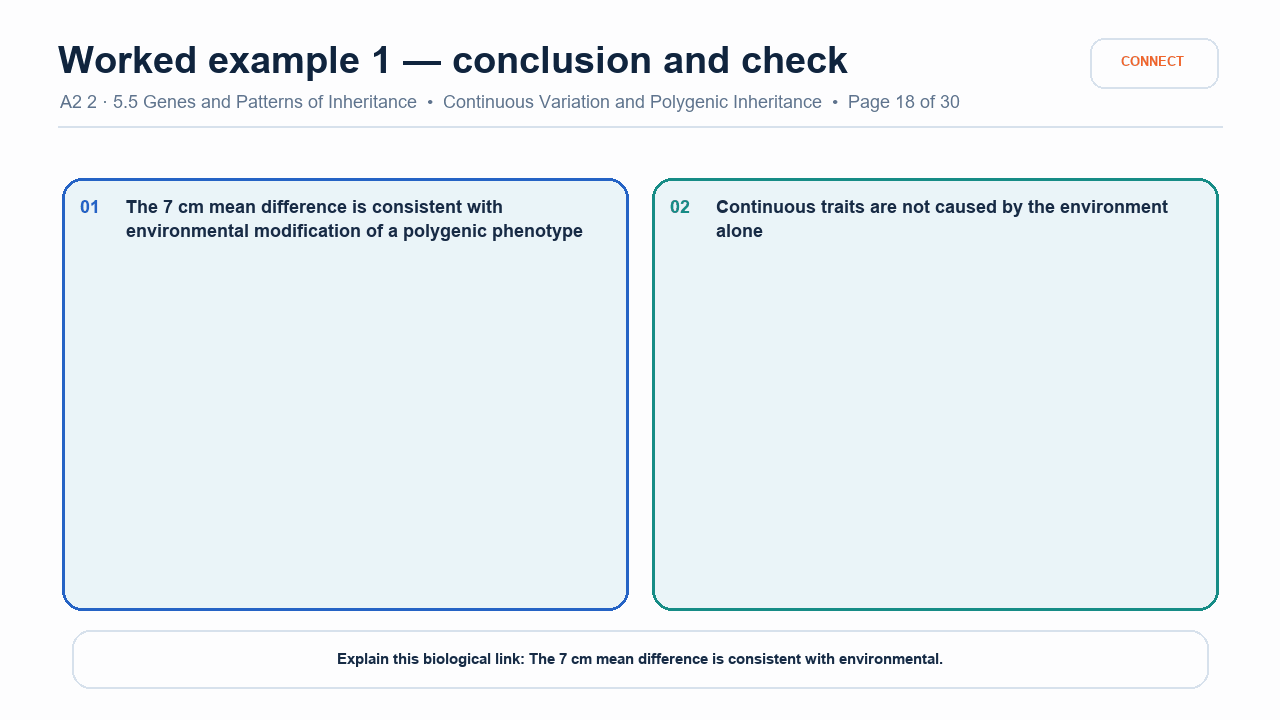 Worked example 1 — conclusion and check
CONNECT
A2 2 · 5.5 Genes and Patterns of Inheritance • Continuous Variation and Polygenic Inheritance • Page 18 of 30
01 The 7 cm mean difference is consistent with
environmental modification of a polygenic phenotype
02 Continuous traits are not caused by the environment
alone
Explain this biological link: The 7 cm mean difference is consistent with environmental.